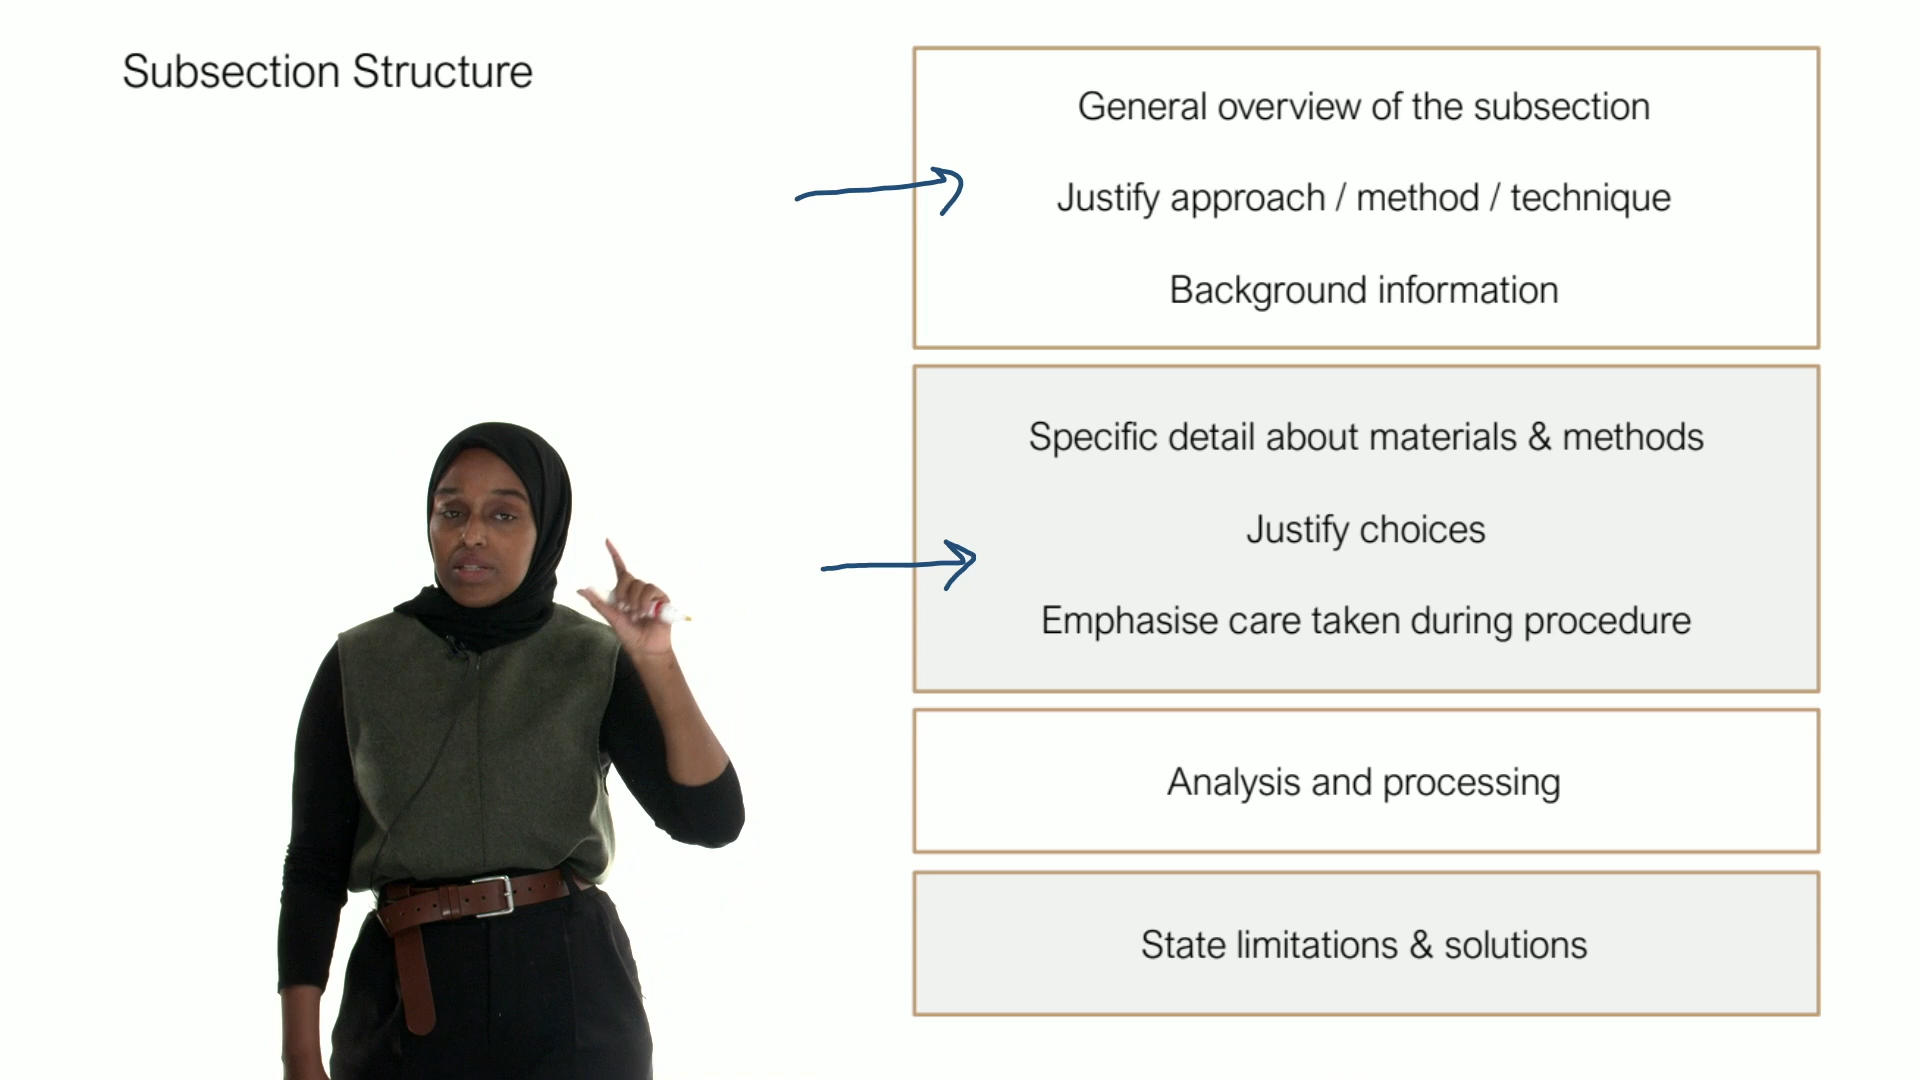 Subsection Structure
General overview of the subsection
Justify approach / method / technique
Background information
Specific detail about materials & methods
Justify choices
Emphasise care taken during procedure
Analysis and processing
State limitations & solutions